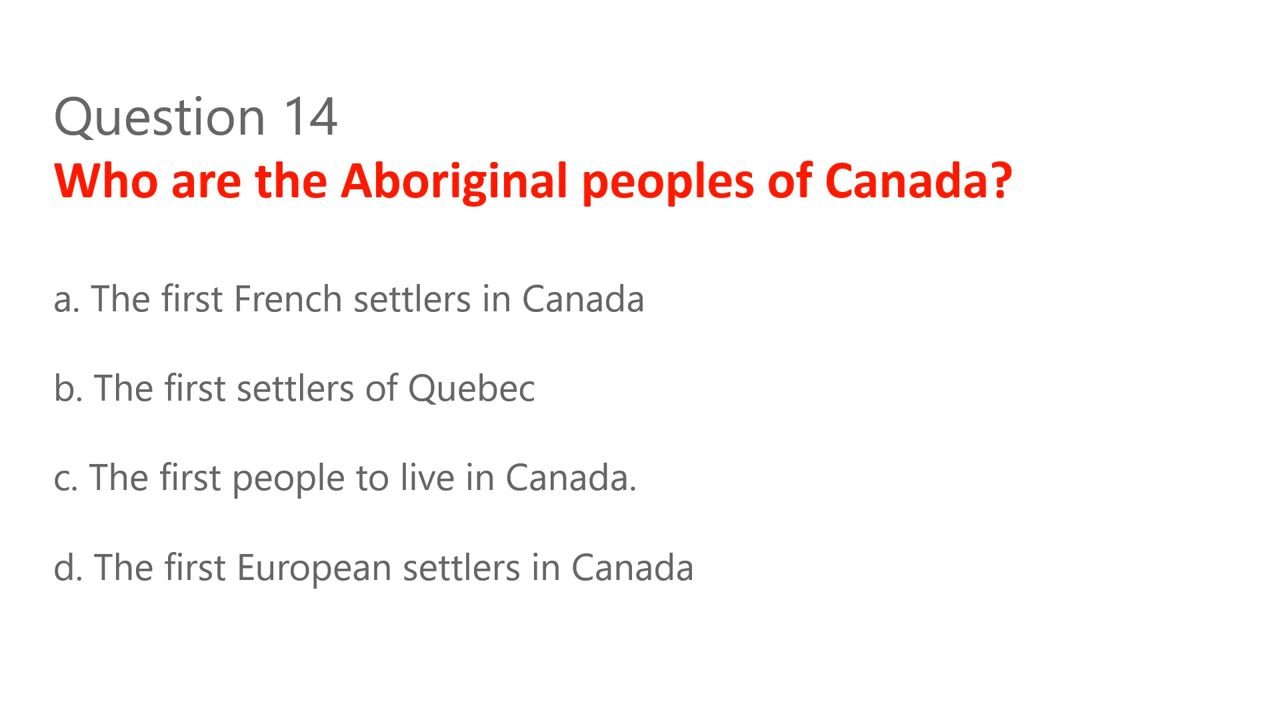 Question 14
Who are the Aboriginal peoples of Canada?
a. The first French settlers in Canada
b. The first settlers of Quebec
c. The first people to live in Canada.
d. The first European settlers in Canada